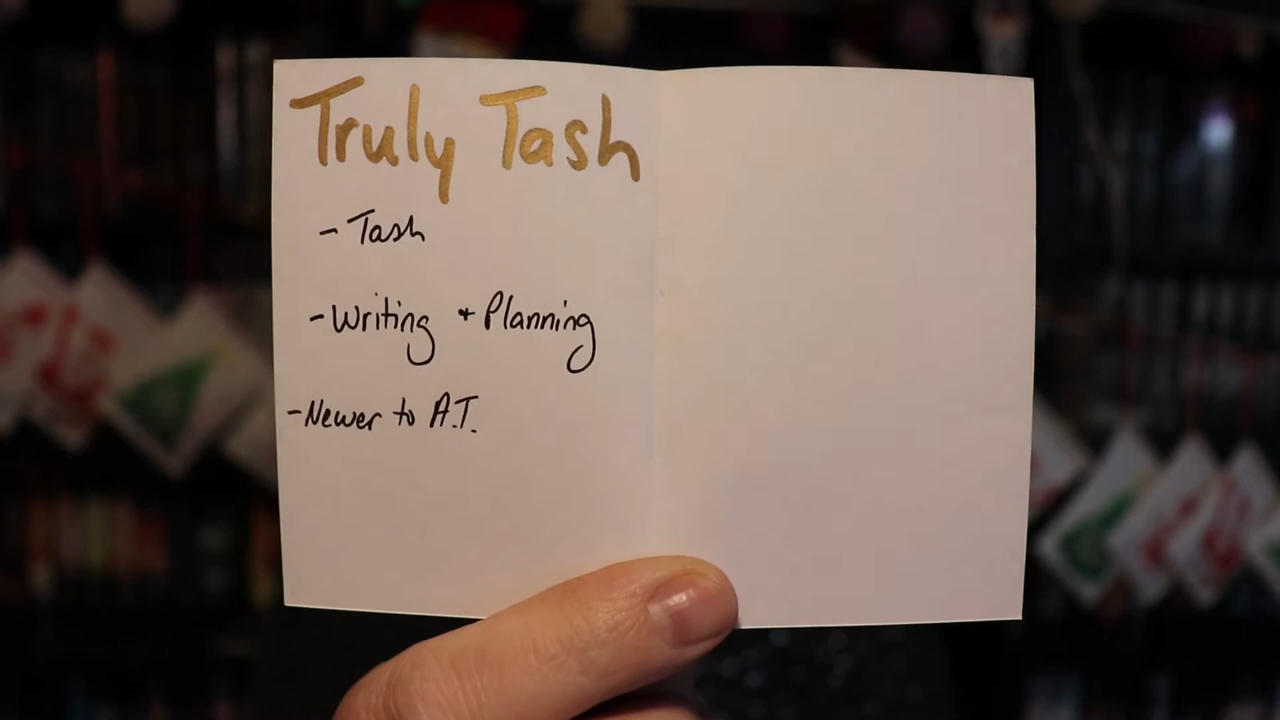 Truly Tash
- Tash
- Writing + Planning
- Newer to A.T.